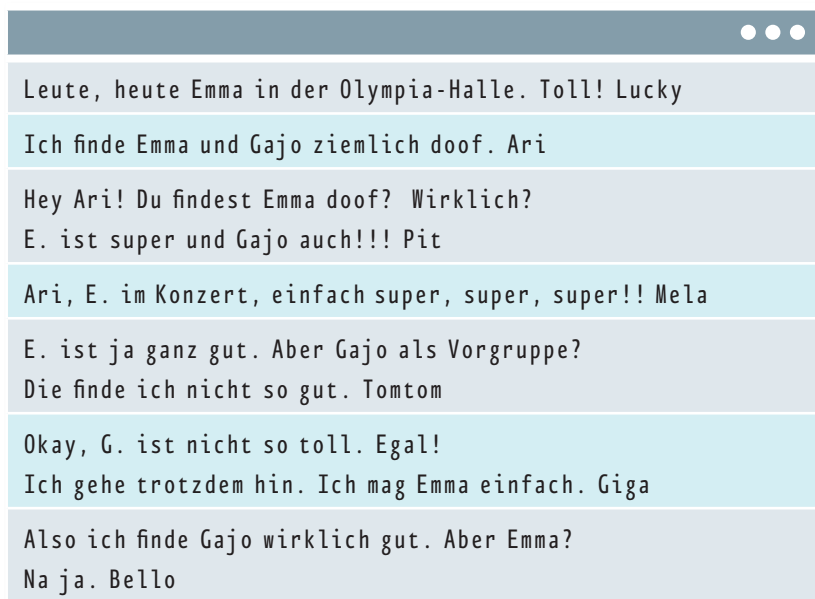 Leute, heute Emma in der Olympia-Halle. Toll! Lucky
Ich finde Emma und Gajo ziemlich doof. Ari
Hey Ari! Du findest Emma doof? Wirklich?
E. ist super und Gajo auch!!! Pit
Ari, E. im Konzert, einfach super, super, super!! Mela
E. ist ja ganz gut. Aber Gajo als Vorgruppe?
Die finde ich nicht so gut. Tomtom
Okay, G. ist nicht so toll. Egal!
Ich gehe trotzdem hin. Ich mag Emma einfach. Giga
Also ich finde Gajo wirklich gut. Aber Emma?
Na ja. Bello